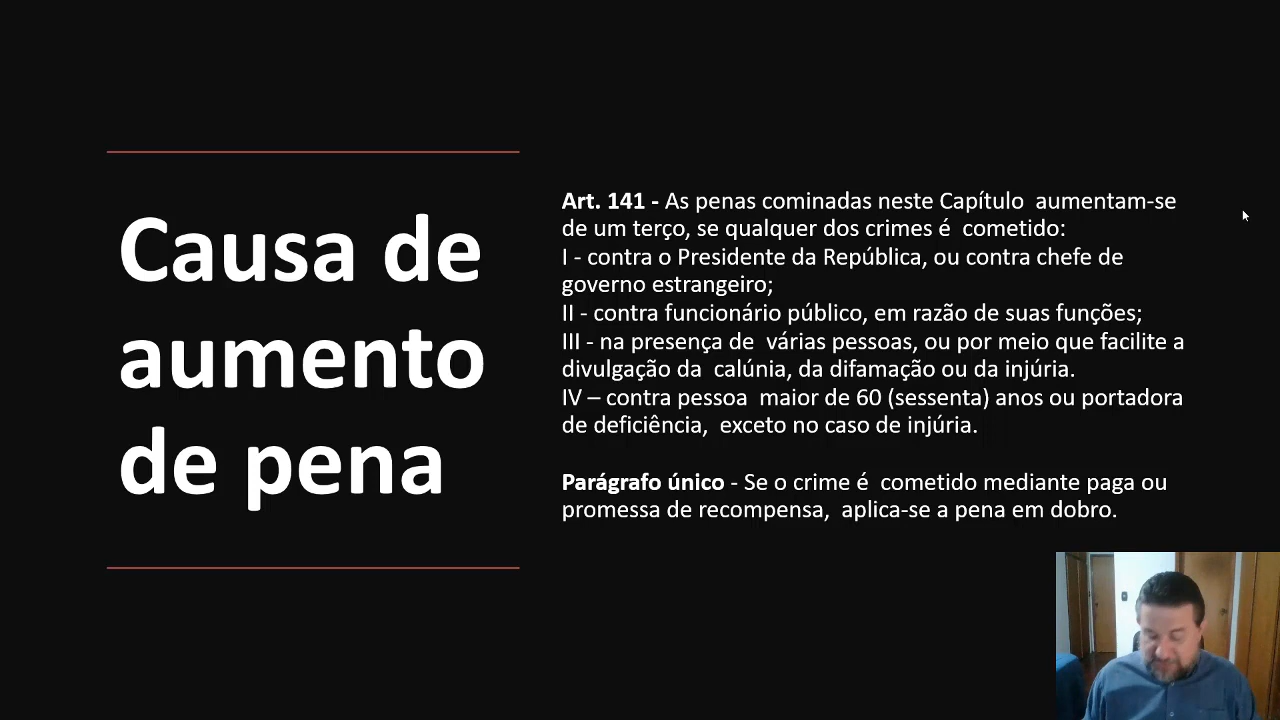 Causa de
aumento
de pena
Art. 141 - As penas cominadas neste Capítulo  aumentam-se
de um terço, se qualquer dos crimes é  cometido:
I - contra o Presidente da República, ou contra chefe de
governo estrangeiro;
II - contra funcionário público, em razão de suas funções;
III - na presença de  várias pessoas, ou por meio que facilite a
divulgação da  calúnia, da difamação ou da injúria.
IV – contra pessoa  maior de 60 (sessenta) anos ou portadora
de deficiência,  exceto no caso de injúria.
Parágrafo único - Se o crime é  cometido mediante paga ou
promessa de recompensa,  aplica-se a pena em dobro.